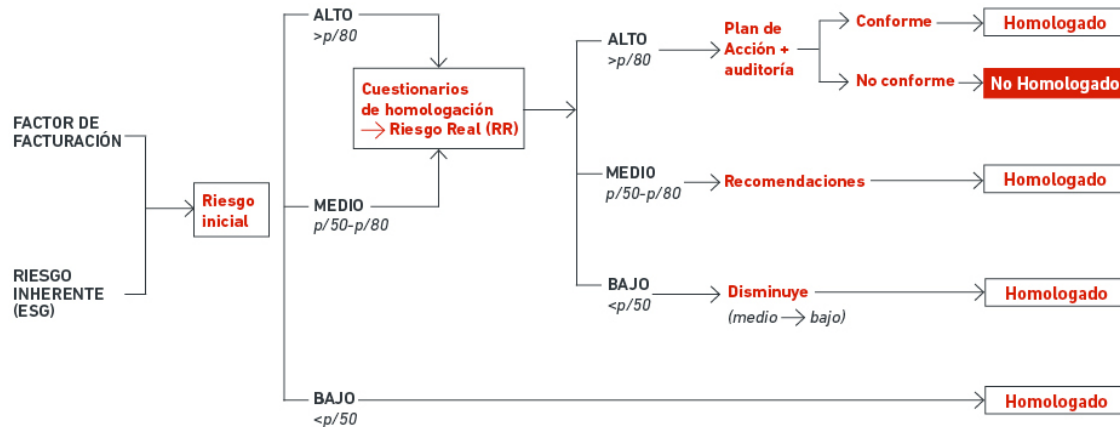 FACTOR DE
FACTURACIÓN
RIESGO
INHERENTE
(ESG)
Riesgo
inicial
ALTO
>p/80
MEDIO
p/50-p/80
BAJO
<p/50
Cuestionarios
de homologación
→ Riesgo Real (RR)
ALTO
>p/80
Plan de
Acción +
auditoría
Conforme
Homologado
No conforme
No Homologado
MEDIO
p/50-p/80
Recomendaciones
Homologado
BAJO
<p/50
Disminuye
(medio → bajo)
Homologado
Homologado